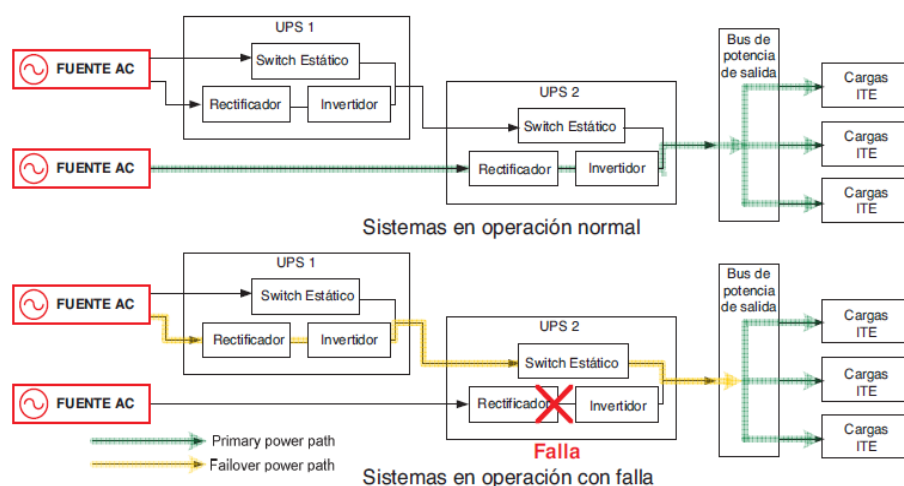 UPS 1
Switch Estático
Rectificador
Invertidor
FUENTE AC
FUENTE AC
UPS 2
Switch Estático
Rectificador
Invertidor
Bus de
potencia
de salida
Cargas
ITE
Cargas
ITE
Cargas
ITE
Sistemas en operación normal
UPS 1
Switch Estático
Rectificador
Invertidor
FUENTE AC
FUENTE AC
UPS 2
Switch Estático
Rectificador
Invertidor
Falla
Bus de
potencia
de salida
Cargas
ITE
Cargas
ITE
Cargas
ITE
Primary power path
Failover power path
Sistemas en operación con falla